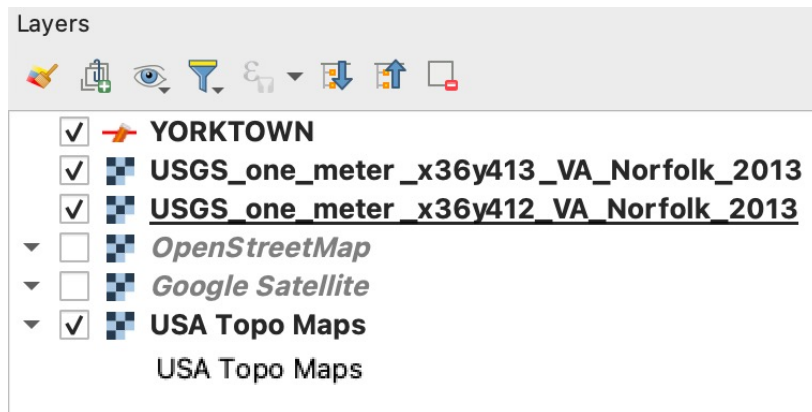 Layers
YORKTOWN
USGS_one_meter_x36y413_VA_Norfolk_2013
USGS_one_meter_x36y412_VA_Norfolk_2013
OpenStreetMap
Google Satellite
USA Topo Maps
USA Topo Maps